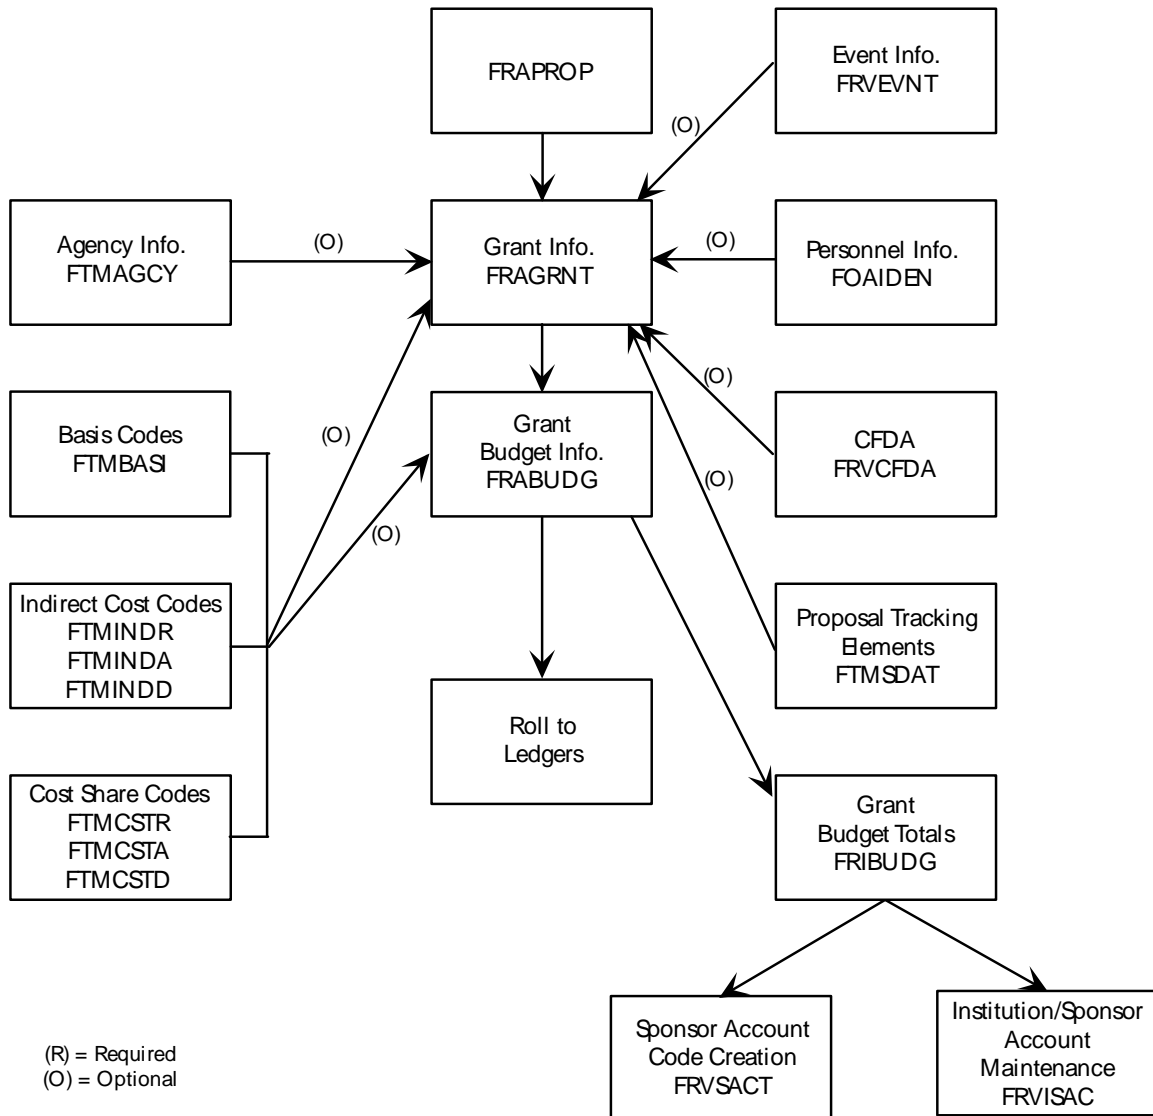 FRAPROP
Event Info.
FRVEVNT
(O)
Agency Info.
FTMAGCY
(O)
Grant Info.
FRAGRNT
(O)
Personnel Info.
FOAIDEN
Basis Codes
FTMBASI
(O)
Grant
Budget Info.
FRABUDG
(O)
CFDA
FRVCFDA
(O)
(O)
Indirect Cost Codes
FTMINDR
FTMINDA
FTMINDD
Roll to
Ledgers
Proposal Tracking
Elements
FTMSDAT
Cost Share Codes
FTMCSTR
FTMCSTA
FTMCSTD
Grant
Budget Totals
FRIBUDG
Sponsor Account
Code Creation
FRVSACT
Institution/Sponsor
Account
Maintenance
FRVISAC
(R) = Required
(O) = Optional